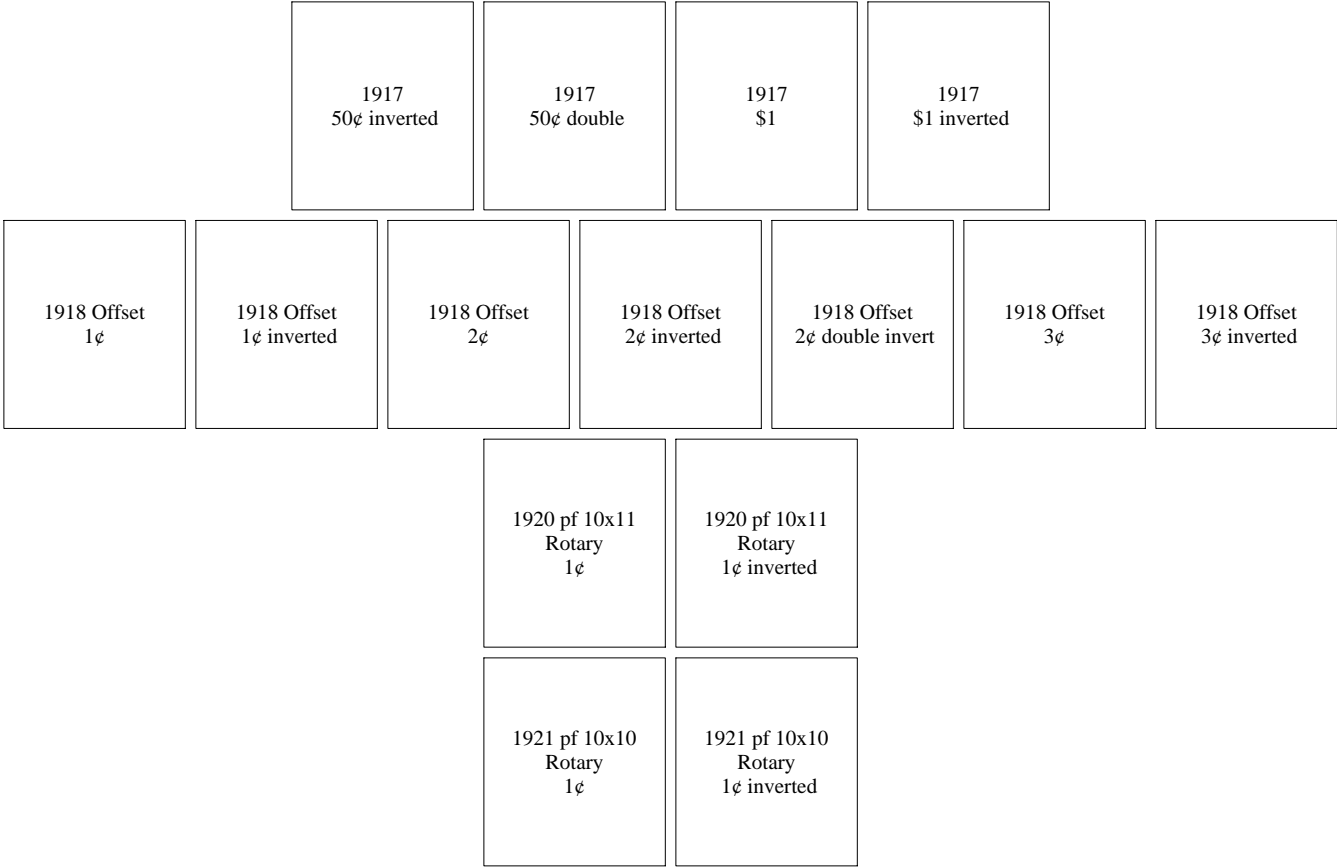 1917
50¢ inverted
1917
50¢ double
1917
$1
1917
$1 inverted
1918 Offset
1¢
1918 Offset
1¢ inverted
1918 Offset
2¢
1918 Offset
2¢ inverted
1918 Offset
2¢ double invert
1918 Offset
3¢
1918 Offset
3¢ inverted
1920 pf 10x11
Rotary
1¢
1920 pf 10x11
Rotary
1¢ inverted
1921 pf 10x10
Rotary
1¢
1921 pf 10x10
Rotary
1¢ inverted